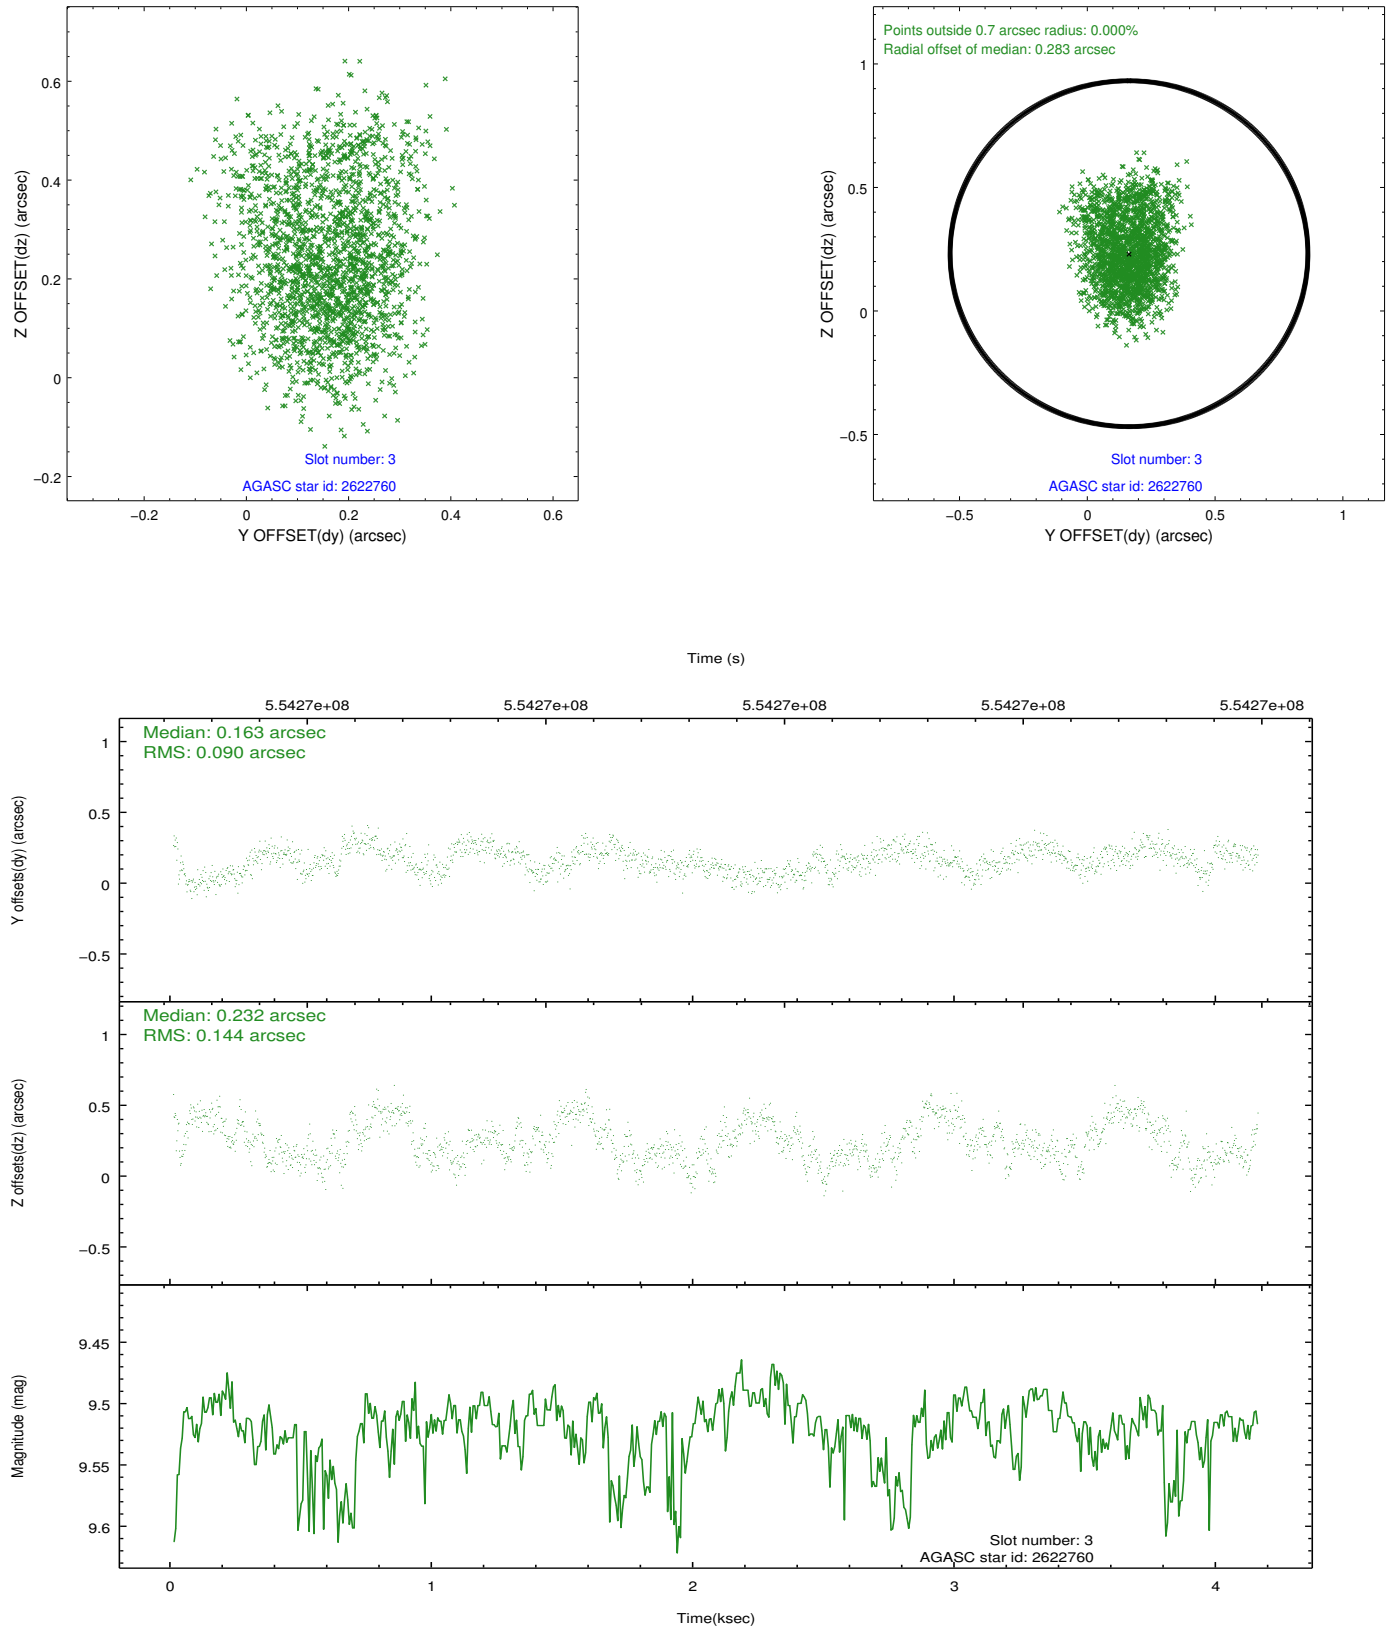 0.6
0.4
0.2
0
−0.2
Z OFFSET(dz) (arcsec)
Slot number: 3
AGASC star id: 2622760
−0.2 0 0.2 0.4 0.6
Y OFFSET(dy) (arcsec)
Points outside 0.7 arcsec radius: 0.000%
Radial offset of median: 0.283 arcsec
1
0.5
0
−0.5
Z OFFSET(dz) (arcsec)
Slot number: 3
AGASC star id: 2622760
−0.5 0 0.5 1
Y OFFSET(dy) (arcsec)
Time (s)
5.5427e+08 5.5427e+08 5.5427e+08 5.5427e+08 5.5427e+08
Median: 0.163 arcsec
RMS: 0.090 arcsec
1
0.5
0
−0.5
Y offsets(dy) (arcsec)
Median: 0.232 arcsec
RMS: 0.144 arcsec
1
0.5
0
−0.5
Z offsets(dz) (arcsec)
9.45
9.5
9.55
9.6
Magnitude (mag)
Slot number: 3
AGASC star id: 2622760
0 1 2 3 4
Time(ksec)